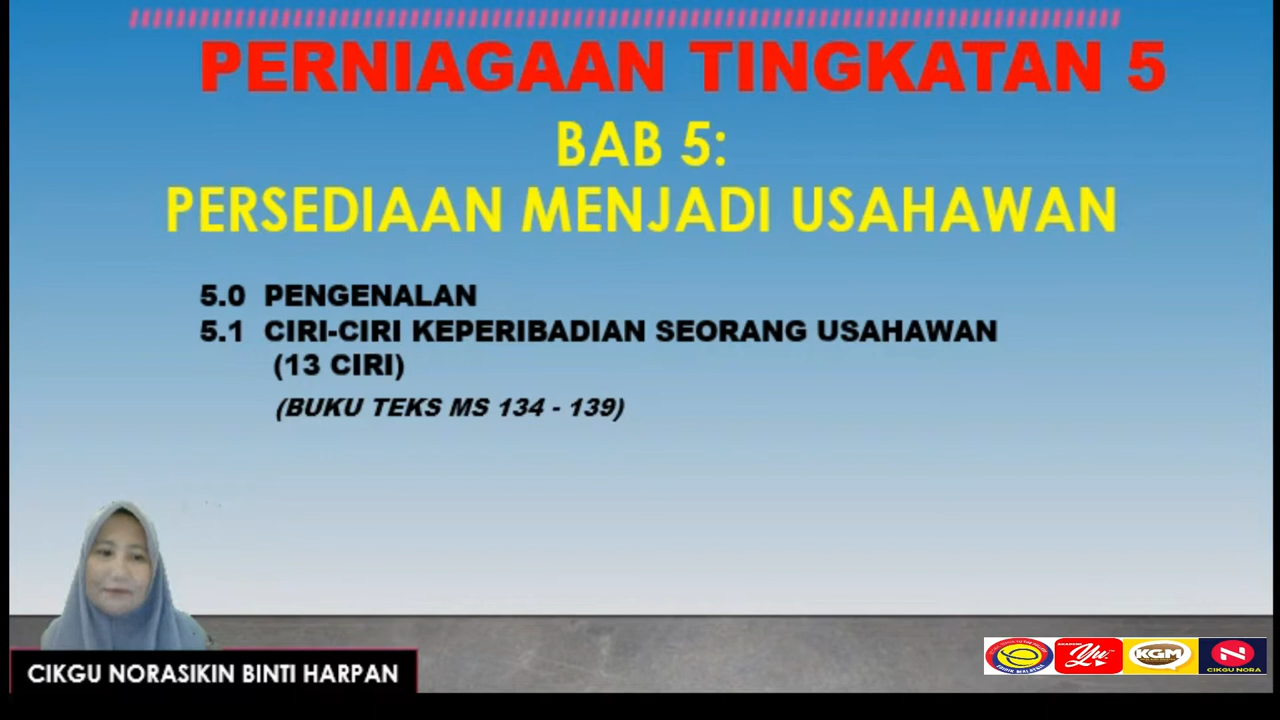 PERNIAGAAN TINGKATAN 5
BAB 5:
PERSEDIAAN MENJADI USAHAWAN
5.0 PENGENALAN
5.1 CIRI-CIRI KEPERIBADIAN SEORANG USAHAWAN
(13 CIRI)
(BUKU TEKS MS 134 - 139)
CIKGU NORASIKIN BINTI HARPAN
Yu
KGM
N
CIKGU NORA